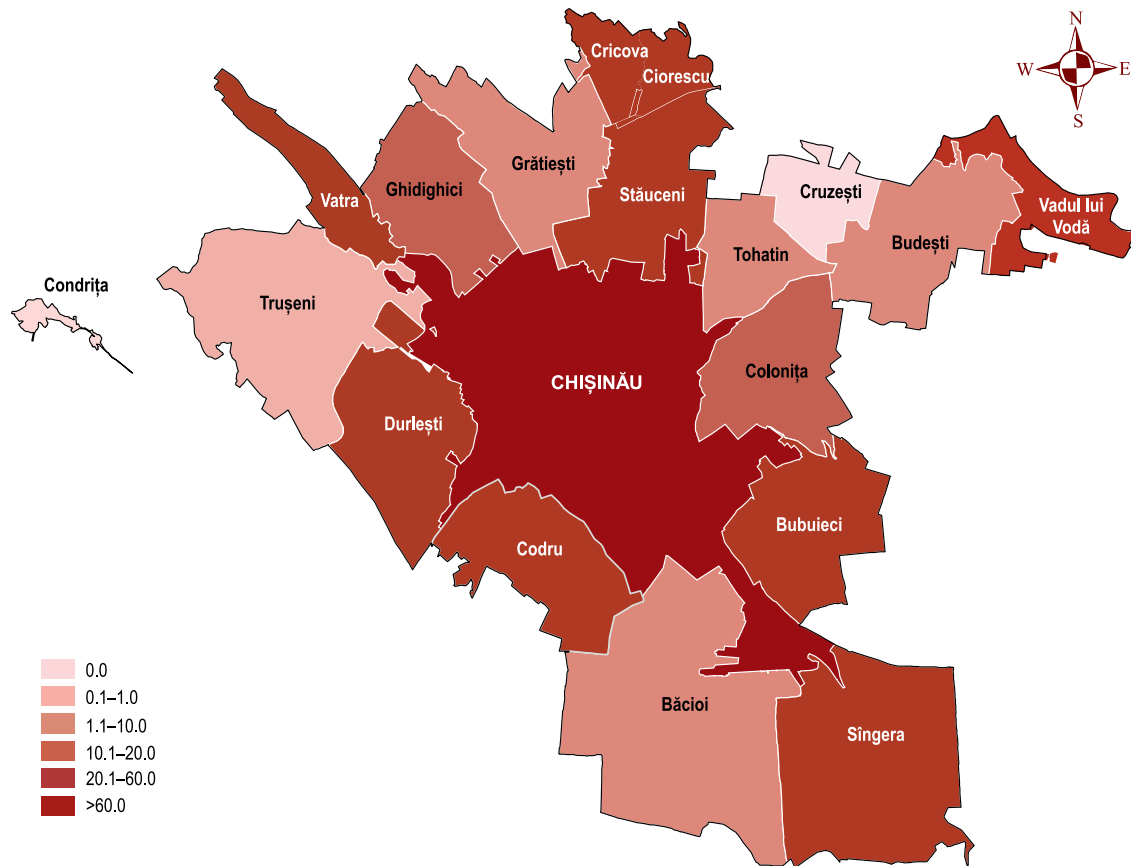 N
Cricova
Ciorescu
W
E
S
Grătiești
Ghidighici
Cruzești
Stăuceni
Vatra
Vadul lui
Vodă
Budești
Tohatin
Condrița
Trușeni
Colonița
CHIȘINĂU
Durlești
Bubuieci
Codru
Băcioi
Sîngera
0.0
0.1–1.0
1.1–10.0
10.1–20.0
20.1–60.0
>60.0